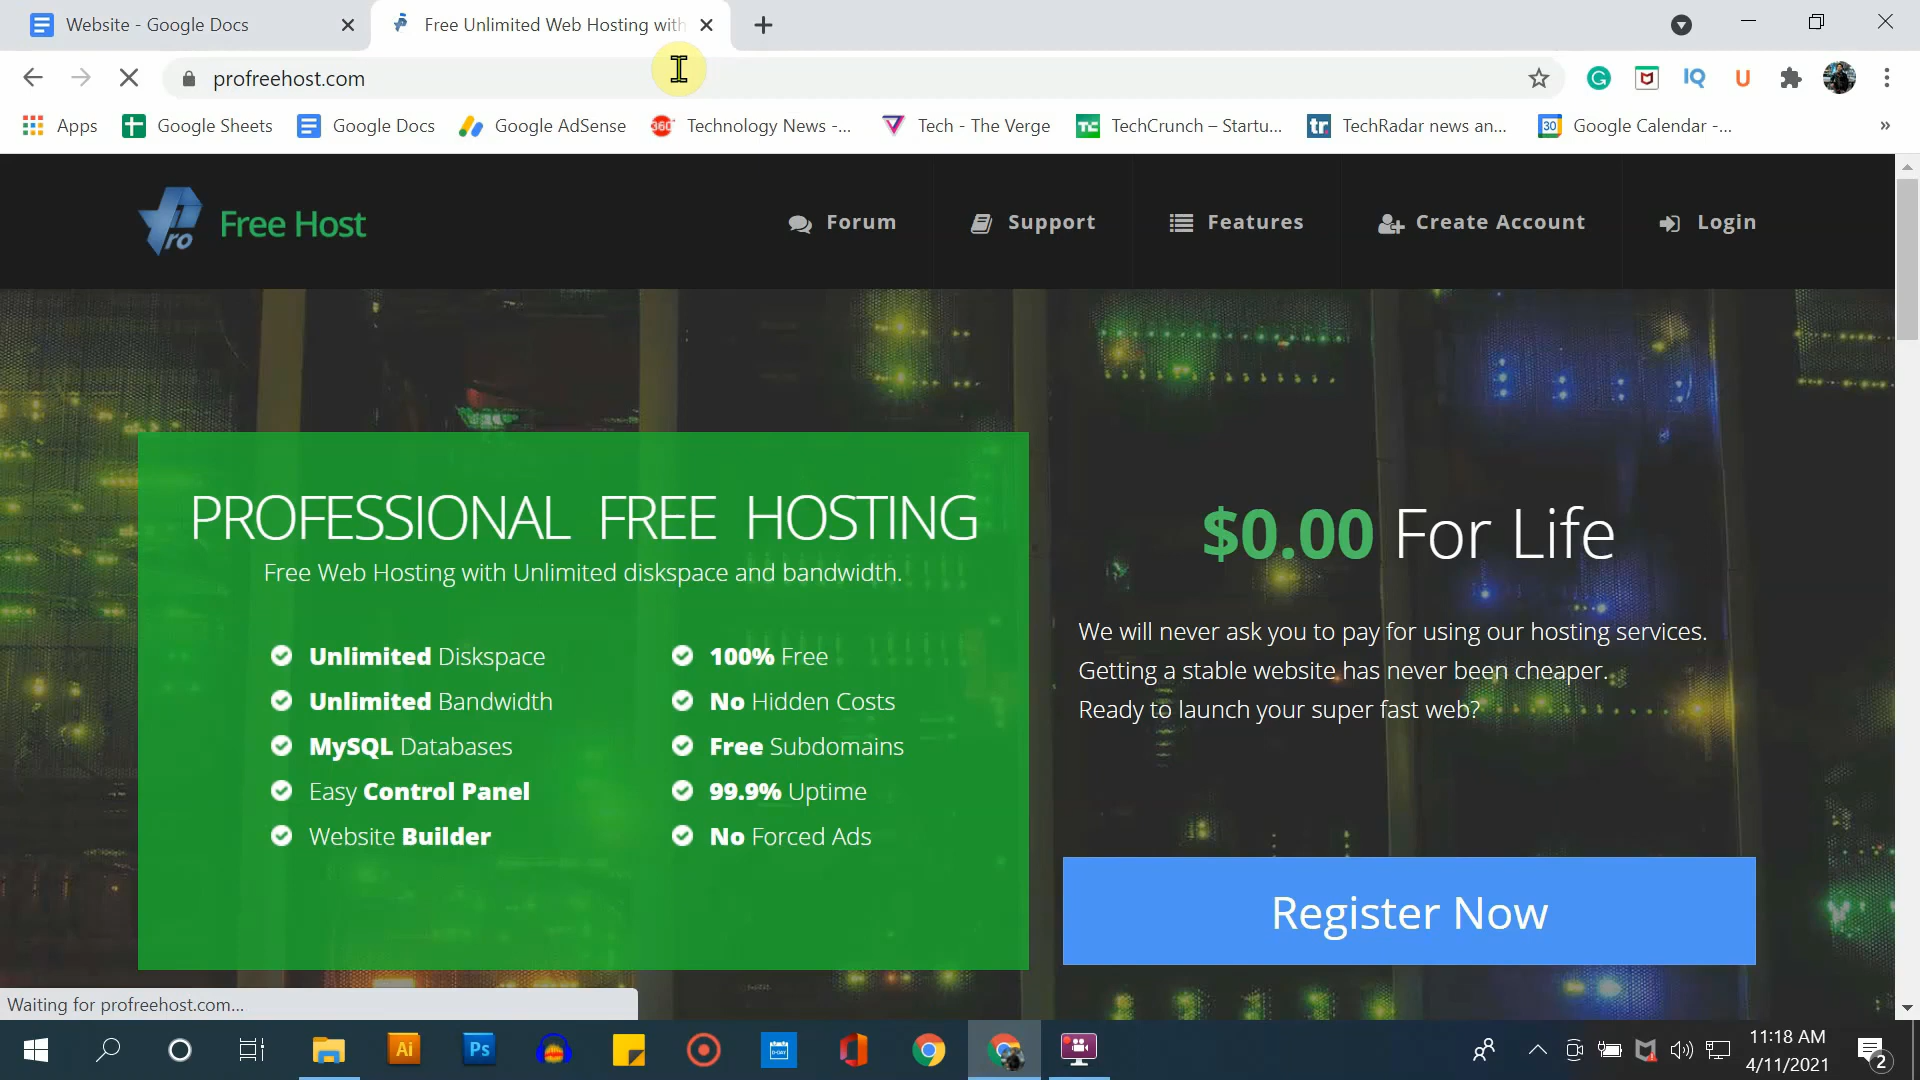 Website - Google Docs
Free Unlimited Web Hosting with
profreehost.com
Apps
Google Sheets
Google Docs
Google AdSense
360
Technology News -...
Tech - The Verge
TC
TechCrunch – Startu...
tr
TechRadar news an...
30
Google Calendar -...
»
IQ
ro
Free Host
Forum
Support
Features
Create Account
Login
PROFESSIONAL FREE HOSTING
Free Web Hosting with Unlimited diskspace and bandwidth.
Unlimited Diskspace
Unlimited Bandwidth
MySQL Databases
Easy Control Panel
Website Builder
100% Free
No Hidden Costs
Free Subdomains
99.9% Uptime
No Forced Ads
$0.00 For Life
We will never ask you to pay for using our hosting services.
Getting a stable website has never been cheaper.
Ready to launch your super fast web?
Register Now
Waiting for profreehost.com...
Ai
Ps
11:18 AM
4/11/2021
2